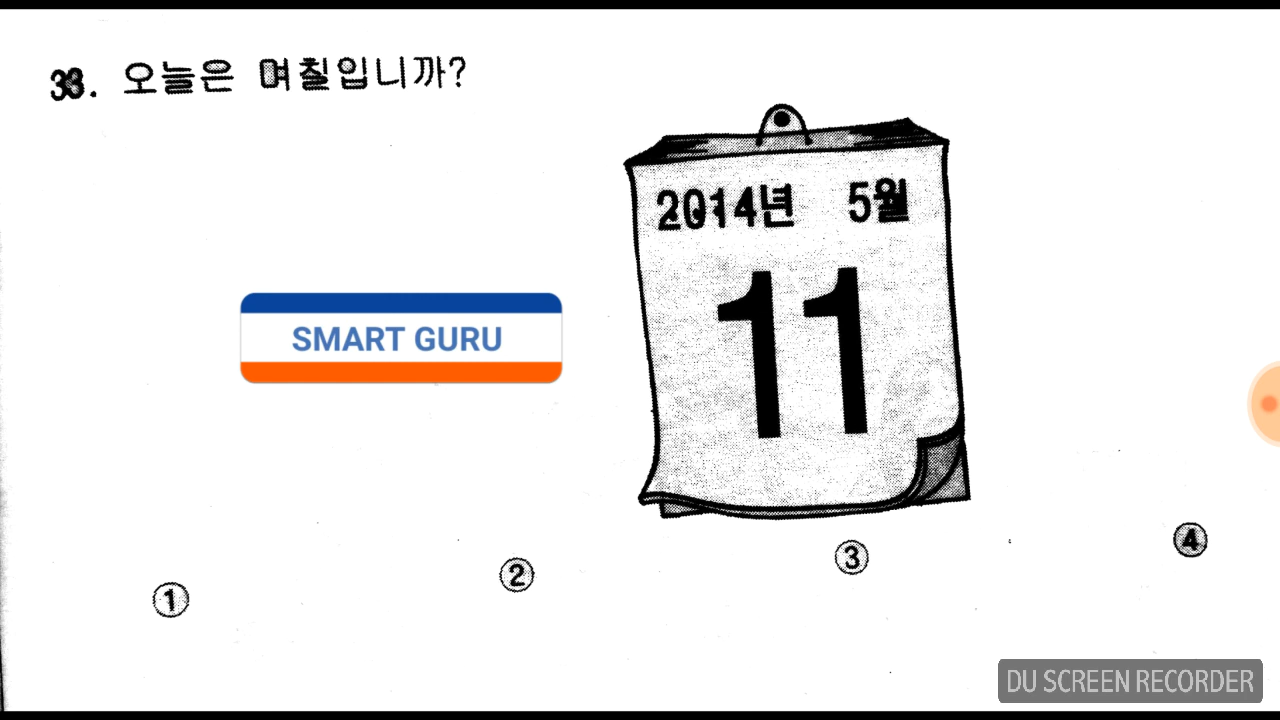 33. 오늘은 며칠입니까?
2014년 5월
11
SMART GURU
① ② ③ ④
DU SCREEN RECORDER